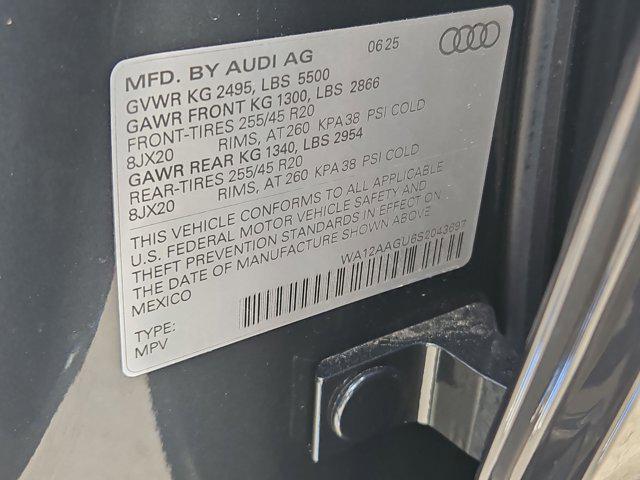 MFD. BY AUDI AG 06 25
GVWR KG 2495, LBS 5500
GAWR FRONT KG 1300, LBS 2866
FRONT-TIRES 255/45 R20
8JX20 RIMS, AT 260 KPA 38 PSI COLD
GAWR REAR KG 1340, LBS 2954
REAR-TIRES 255/45 R20
8JX20 RIMS, AT 260 KPA 38 PSI COLD
THIS VEHICLE CONFORMS TO ALL APPLICABLE
U.S. FEDERAL MOTOR VEHICLE SAFETY AND
THEFT PREVENTION STANDARDS IN EFFECT ON
THE DATE OF MANUFACTURE SHOWN ABOVE
MEXICO WA12AAGU6S2043697
TYPE:
MPV